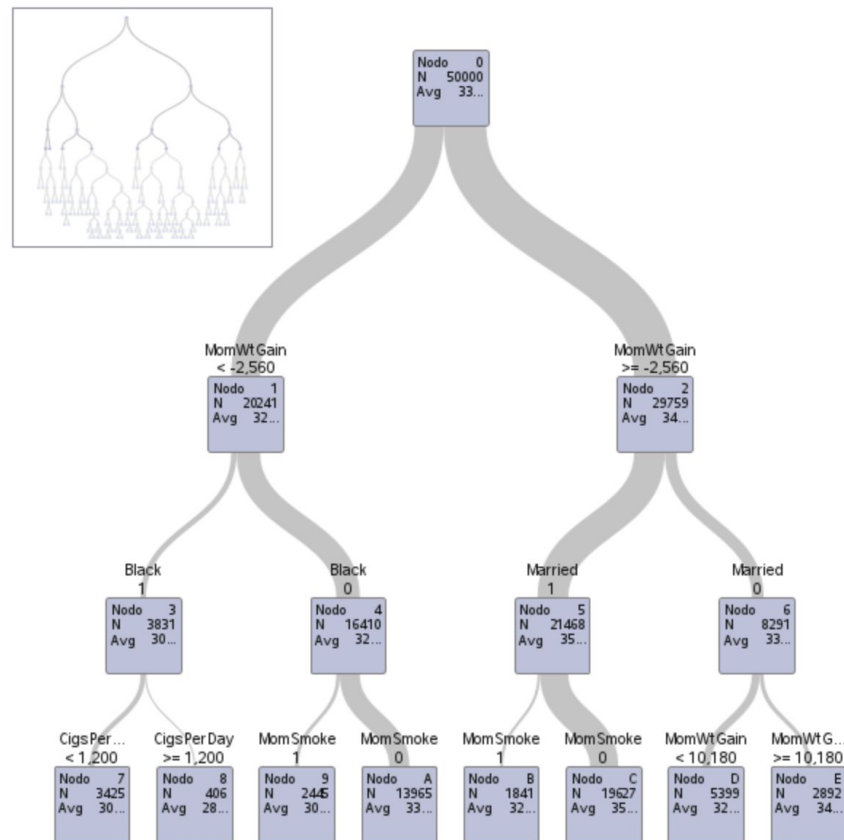 Nodo 0
N 50000
Avg 33...
MomWtGain
< -2,560
Nodo 1
N 20241
Avg 32...
MomWtGain
>= -2,560
Nodo 2
N 29759
Avg 34...
Black
1
Nodo 3
N 3831
Avg 30...
Black
0
Nodo 4
N 16410
Avg 32...
Married
1
Nodo 5
N 21468
Avg 35...
Married
0
Nodo 6
N 8291
Avg 33...
CigsPer...
< 1,200
Nodo 7
N 3425
Avg 30...
CigsPerDay
>= 1,200
Nodo 8
N 406
Avg 28...
MomSmoke
1
Nodo 9
N 2445
Avg 30...
MomSmoke
0
Nodo A
N 13965
Avg 33...
MomSmoke
1
Nodo B
N 1841
Avg 32...
MomSmoke
0
Nodo C
N 19627
Avg 35...
MomWtGain
< 10,180
Nodo D
N 5399
Avg 32...
MomWtG...
>= 10,180
Nodo E
N 2892
Avg 34...